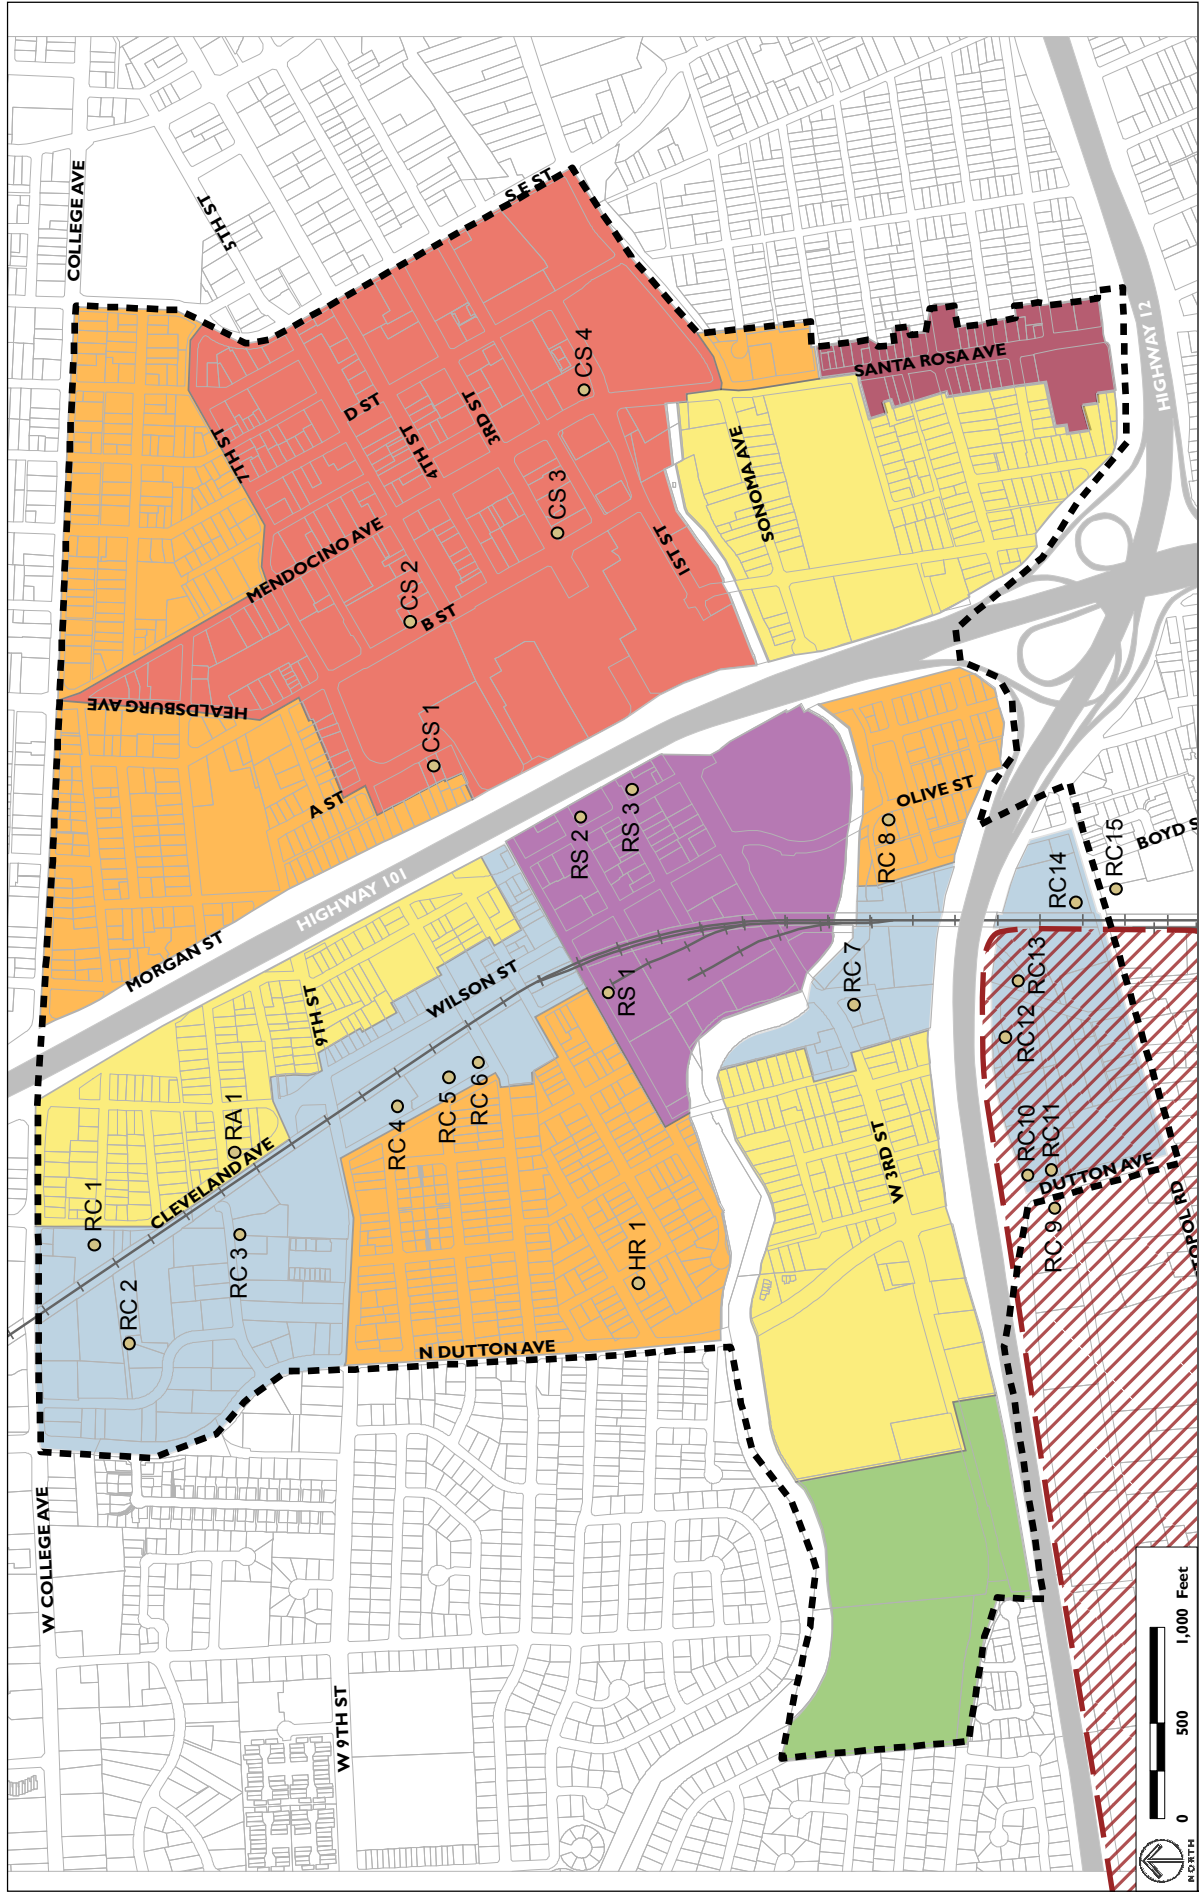 COLLEGE AVE
5TH ST
S E ST
7TH ST
D ST
4TH ST
3RD ST
CS 4
SANTA ROSA AVE
HIGHWAY 12
MENDOCINO AVE
CS 2
B ST
CS 3
1ST ST
SONOMA AVE
HEALDSBURG AVE
A ST
CS 1
HIGHWAY 101
MORGAN ST
RS 2
RS 3
RC 8
OLIVE ST
RC14
RC15
BOYD S
9TH ST
WILSON ST
RS 1
RC 7
RC12
RC13
RA 1
CLEVELAND AVE
RC 4
RC 5
RC 6
W 3RD ST
RC10
RC11
DUTTON AVE
RC 1
RC 2
RC 3
HR 1
RC 9
TOPOL RD
N DUTTON AVE
W COLLEGE AVE
W 9TH ST
0 500 1,000 Feet
NORTH